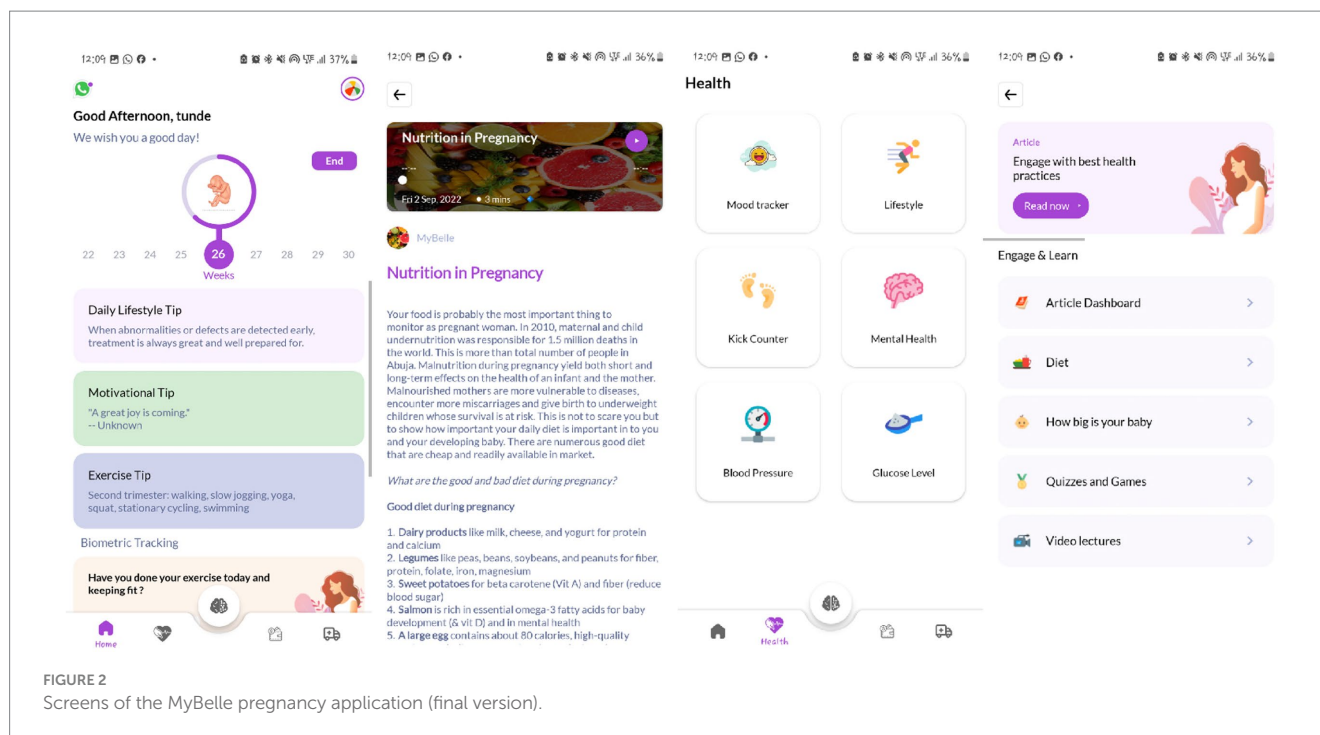 12:09
37%
Good Afternoon, tunde
We wish you a good day!
End
22 23 24 25 26 27 28 29 30
Weeks
Daily Lifestyle Tip
When abnormalities or defects are detected early,
treatment is always great and well prepared for.
Motivational Tip
"A great joy is coming."
-- Unknown
Exercise Tip
Second trimester: walking, slow jogging, yoga,
squat, stationary cycling, swimming
Biometric Tracking
Have you done your exercise today and
keeping fit ?
Home
12:09
36%
Nutrition in Pregnancy
--:--
--:--
Fri 2 Sep, 2022 • 3 mins
MyBelle
Nutrition in Pregnancy
Your food is probably the most important thing to
monitor as pregnant woman. In 2010, maternal and child
undernutrition was responsible for 1.5 million deaths in
the world. This is more than total number of people in
Abuja. Malnutrition during pregnancy yield both short and
long-term effects on the health of an infant and the mother.
Malnourished mothers are more vulnerable to diseases,
encounter more miscarriages and give birth to underweight
children whose survival is at risk. This is not to scare you but
to show how important your daily diet is important in to you
and your developing baby. There are numerous good diet
that are cheap and readily available in market.
What are the good and bad diet during pregnancy?
Good diet during pregnancy
1. Dairy products like milk, cheese, and yogurt for protein
and calcium
2. Legumes like peas, beans, soybeans, and peanuts for fiber,
protein, folate, iron, magnesium
3. Sweet potatoes for beta carotene (Vit A) and fiber (reduce
blood sugar)
4. Salmon is rich in essential omega-3 fatty acids for baby
development (& vit D) and in mental health
5. A large egg contains about 80 calories, high-quality
12:09
36%
Health
Mood tracker
Lifestyle
Kick Counter
Mental Health
Blood Pressure
Glucose Level
Health
12:09
36%
Article
Engage with best health
practices
Read now
Engage & Learn
Article Dashboard
Diet
How big is your baby
Quizzes and Games
Video lectures
FIGURE 2
Screens of the MyBelle pregnancy application (final version).